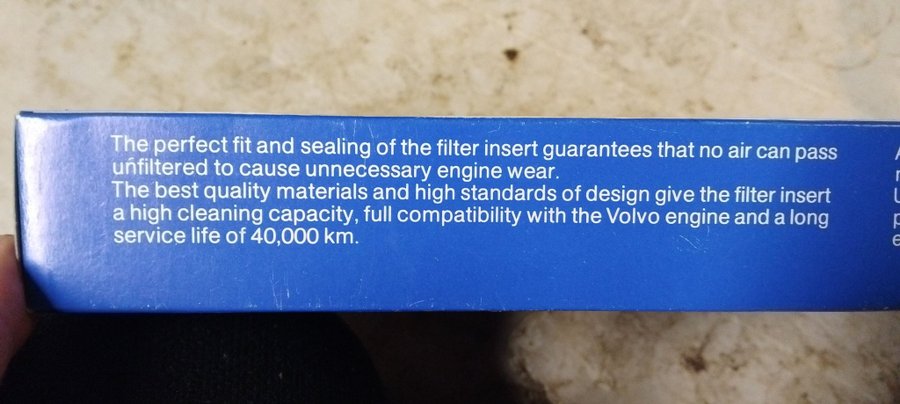 The perfect fit and sealing of the filter insert guarantees that no air can pass
unfiltered to cause unnecessary engine wear.
The best quality materials and high standards of design give the filter insert
a high cleaning capacity, full compatibility with the Volvo engine and a long
service life of 40,000 km.